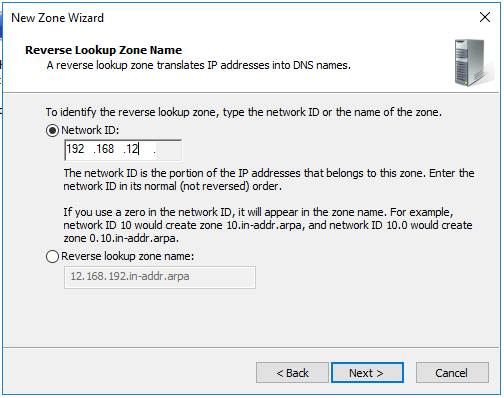 New Zone Wizard
Reverse Lookup Zone Name
A reverse lookup zone translates IP addresses into DNS names.
To identify the reverse lookup zone, type the network ID or the name of the zone.
Network ID:
192 .168 .12 .
The network ID is the portion of the IP addresses that belongs to this zone. Enter the
network ID in its normal (not reversed) order.
If you use a zero in the network ID, it will appear in the zone name. For example,
network ID 10 would create zone 10.in-addr.arpa, and network ID 10.0 would create
zone 0.10.in-addr.arpa.
Reverse lookup zone name:
12.168.192.in-addr.arpa
< Back
Next >
Cancel